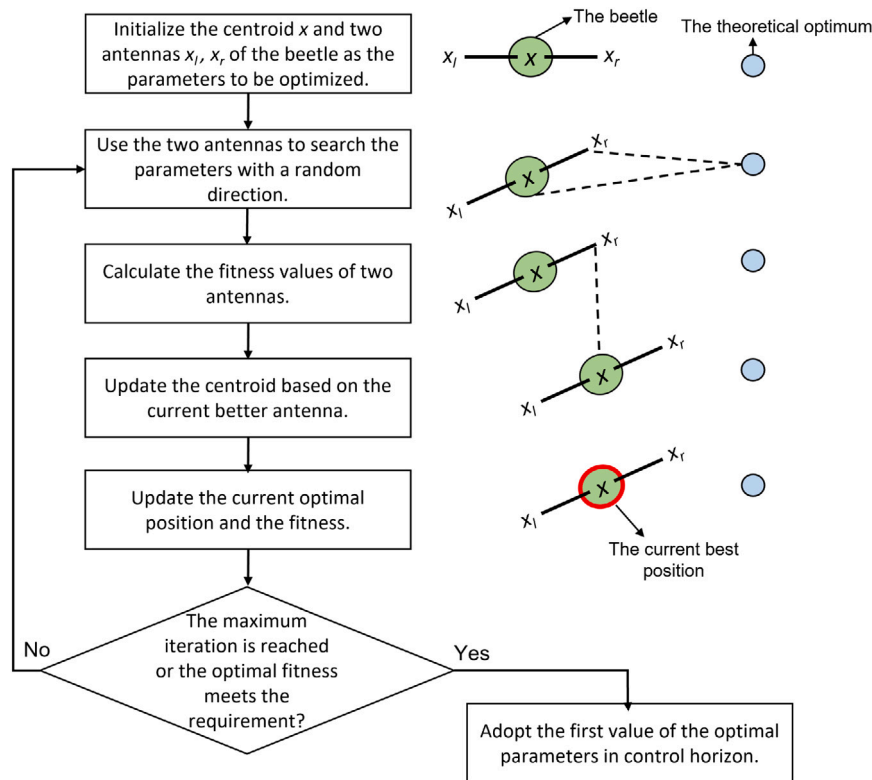 Initialize the centroid x and two
antennas xl, xr of the beetle as the
parameters to be optimized.
The beetle
The theoretical optimum
xl
x
xr
Use the two antennas to search the
parameters with a random
direction.
xr
x
xl
Calculate the fitness values of two
antennas.
xr
x
xl
Update the centroid based on the
current better antenna.
xr
x
xl
Update the current optimal
position and the fitness.
xr
x
xl
The current best
position
No
The maximum
iteration is reached
or the optimal fitness
meets the
requirement?
Yes
Adopt the first value of the optimal
parameters in control horizon.